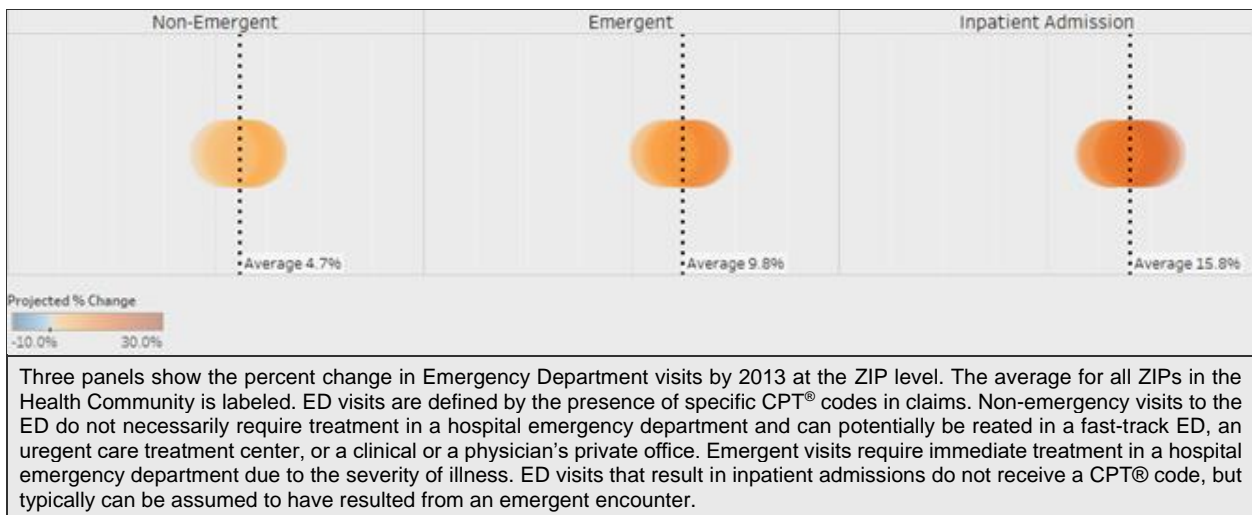 Non-Emergent Emergent Inpatient Admission
Average 4.7% Average 9.8% Average 15.8%
Projected % Change
-10.0% 30.0%
Three panels show the percent change in Emergency Department visits by 2013 at the ZIP level. The average for all ZIPs in the
Health Community is labeled. ED visits are defined by the presence of specific CPT® codes in claims. Non-emergency visits to the
ED do not necessarily require treatment in a hospital emergency department and can potentially be reated in a fast-track ED, an
uregent care treatment center, or a clinical or a physician's private office. Emergent visits require immediate treatment in a hospital
emergency department due to the severity of illness. ED visits that result in inpatient admissions do not receive a CPT® code, but
typically can be assumed to have resulted from an emergent encounter.